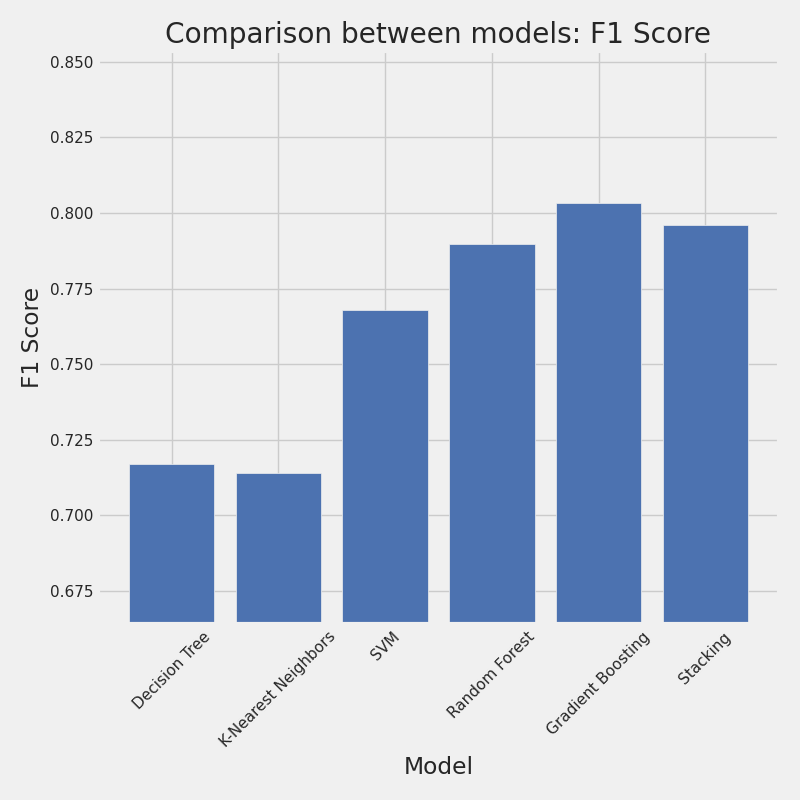 Comparison between models: F1 Score
0.850
0.825
0.800
0.775
0.750
0.725
0.700
0.675
F1 Score
Decision Tree
K-Nearest Neighbors
SVM
Random Forest
Gradient Boosting
Stacking
Model